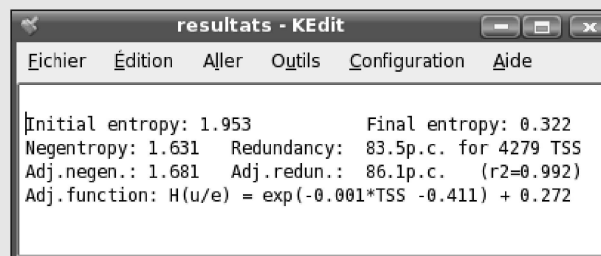 resultats - KEdit
Fichier Édition Aller Outils Configuration Aide
Initial entropy: 1.953 Final entropy: 0.322
Negentropy: 1.631 Redundancy: 83.5p.c. for 4279 TSS
Adj.negen.: 1.681 Adj.redun.: 86.1p.c. (r2=0.992)
Adj.function: H(u/e) = exp(-0.001*TSS -0.411) + 0.272